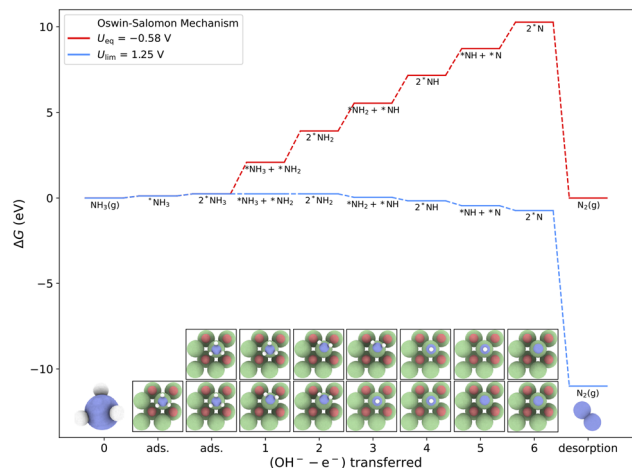 Oswin-Salomon Mechanism
U_eq = −0.58 V
U_lim = 1.25 V
10
5
0
−5
−10
ΔG (eV)
2*N
*NH + *N
2*NH
*NH₂ + *NH
2*NH₂
*NH₃ + *NH₂
NH₃(g)
*NH₃
2*NH₃
*NH₃ + *NH₂
2*NH₂
*NH₂ + *NH
2*NH
*NH + *N
2*N
N₂(g)
N₂(g)
0
ads.
ads.
1
2
3
4
5
6
desorption
(OH⁻ − e⁻) transferred